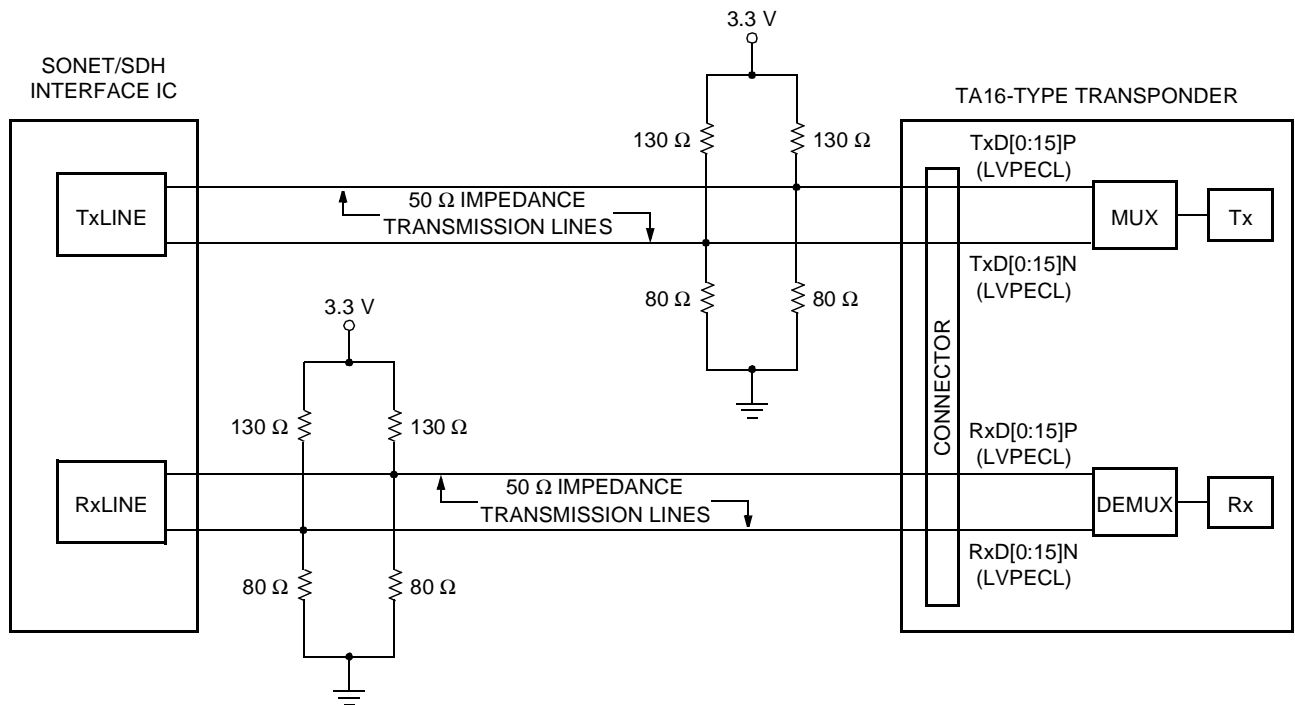 3.3 V
SONET/SDH
INTERFACE IC
TA16-TYPE TRANSPONDER
130 Ω
130 Ω
TxD[0:15]P
(LVPECL)
TxLINE
50 Ω IMPEDANCE
TRANSMISSION LINES
MUX
Tx
TxD[0:15]N
(LVPECL)
80 Ω
80 Ω
3.3 V
CONNECTOR
130 Ω
130 Ω
RxD[0:15]P
(LVPECL)
RxLINE
50 Ω IMPEDANCE
TRANSMISSION LINES
DEMUX
Rx
RxD[0:15]N
(LVPECL)
80 Ω
80 Ω